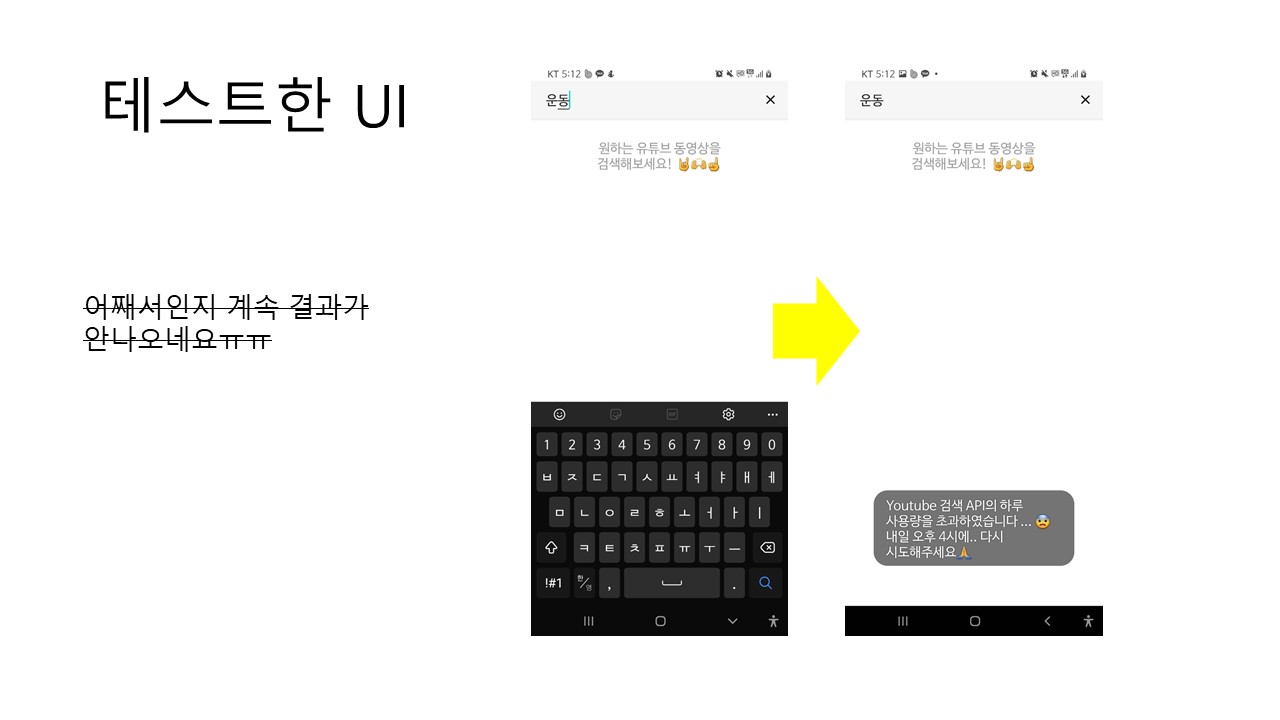 테스트한 UI
어째서인지 계속 결과가
안나오네요ㅠㅠ
KT 5:12
운동
원하는 유튜브 동영상을
검색해보세요! 🤘🙌☝
1 2 3 4 5 6 7 8 9 0
ㅂ ㅈ ㄷ ㄱ ㅅ ㅛ ㅕ ㅑ ㅐ ㅔ
ㅁ ㄴ ㅇ ㄹ ㅎ ㅗ ㅓ ㅏ ㅣ
ㅋ ㅌ ㅊ ㅍ ㅠ ㅜ ㅡ
!#1 한/영 , .
KT 5:12
운동
원하는 유튜브 동영상을
검색해보세요! 🤘🙌☝
Youtube 검색 API의 하루
사용량을 초과하였습니다 ... 😨
내일 오후 4시에.. 다시
시도해주세요🙏